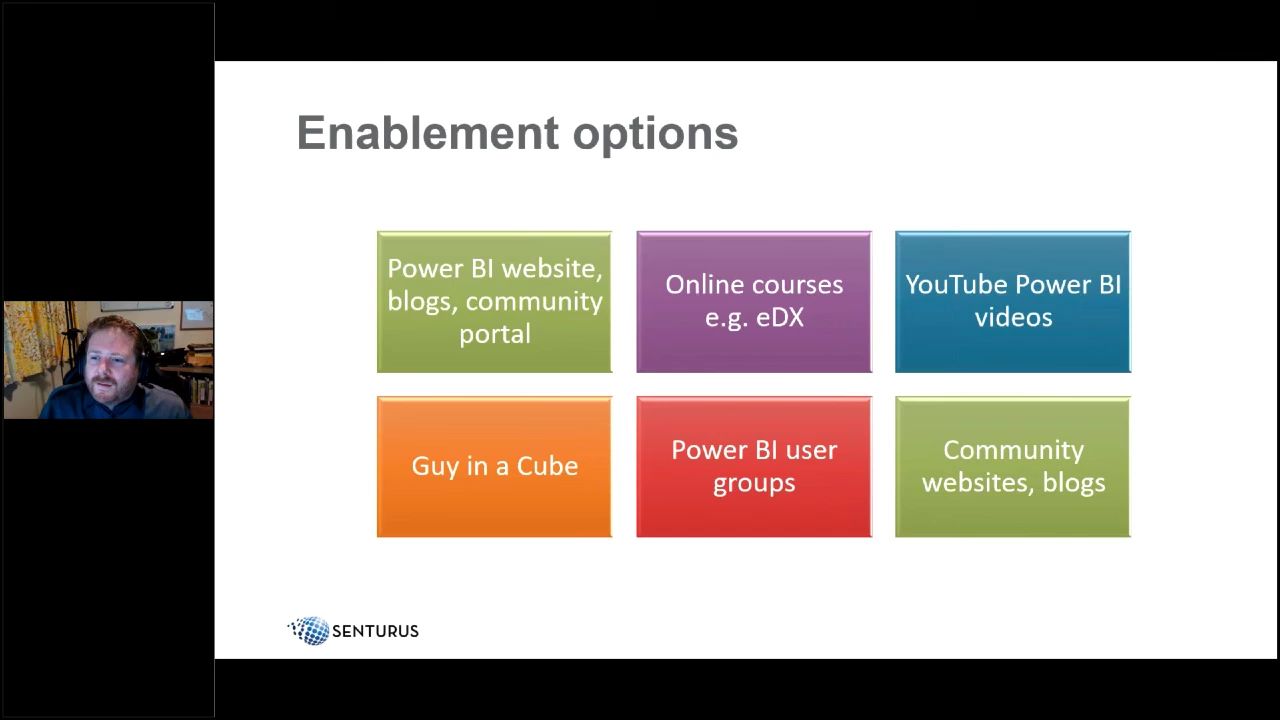 Enablement options
Power BI website,
blogs, community
portal
Online courses
e.g. eDX
YouTube Power BI
videos
Guy in a Cube
Power BI user
groups
Community
websites, blogs
SENTURUS